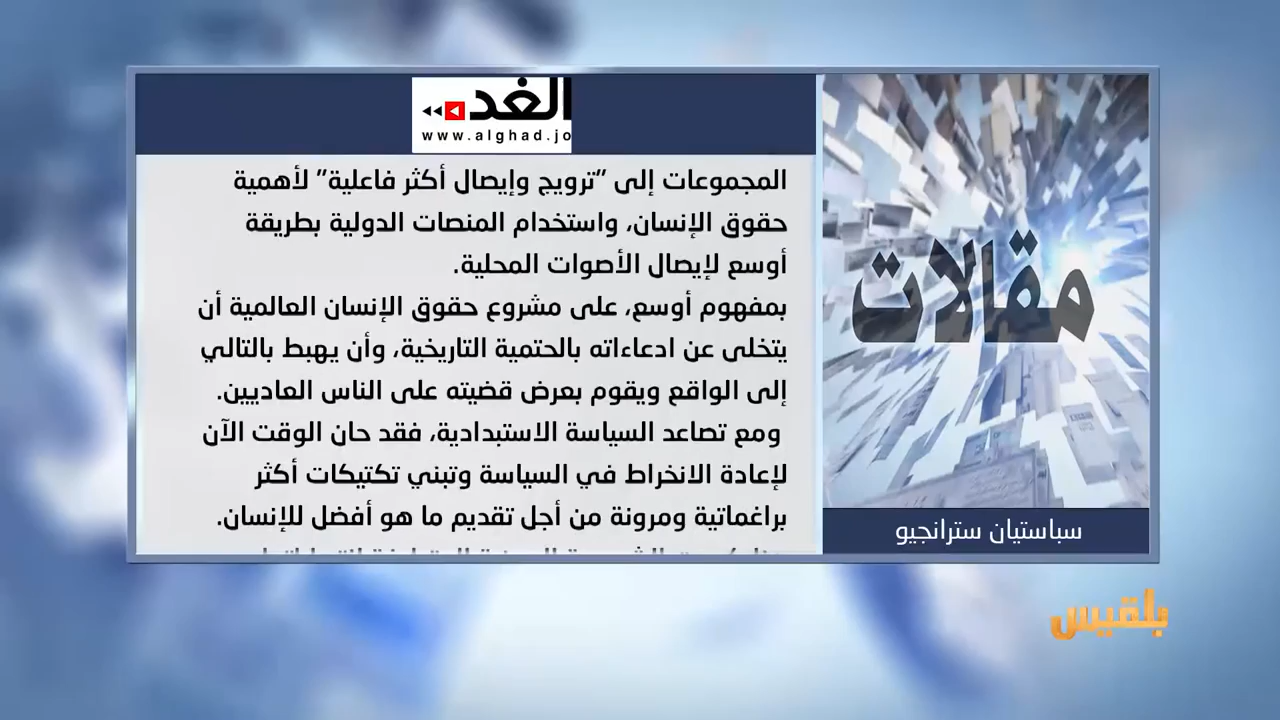 الغد
www.alghad.jo
المجموعات إلى "ترويج وإيصال أكثر فاعلية" لأهمية
حقوق الإنسان، واستخدام المنصات الدولية بطريقة
أوسع لإيصال الأصوات المحلية.
بمفهوم أوسع، على مشروع حقوق الإنسان العالمية أن
يتخلى عن ادعاءاته بالحتمية التاريخية، وأن يهبط بالتالي
إلى الواقع ويقوم بعرض قضيته على الناس العاديين.
ومع تصاعد السياسة الاستبدادية، فقد حان الوقت الآن
لإعادة الانخراط في السياسة وتبني تكتيكات أكثر
براغماتية ومرونة من أجل تقديم ما هو أفضل للإنسان.
مقالات
سباستيان سترانجيو
بلقيس